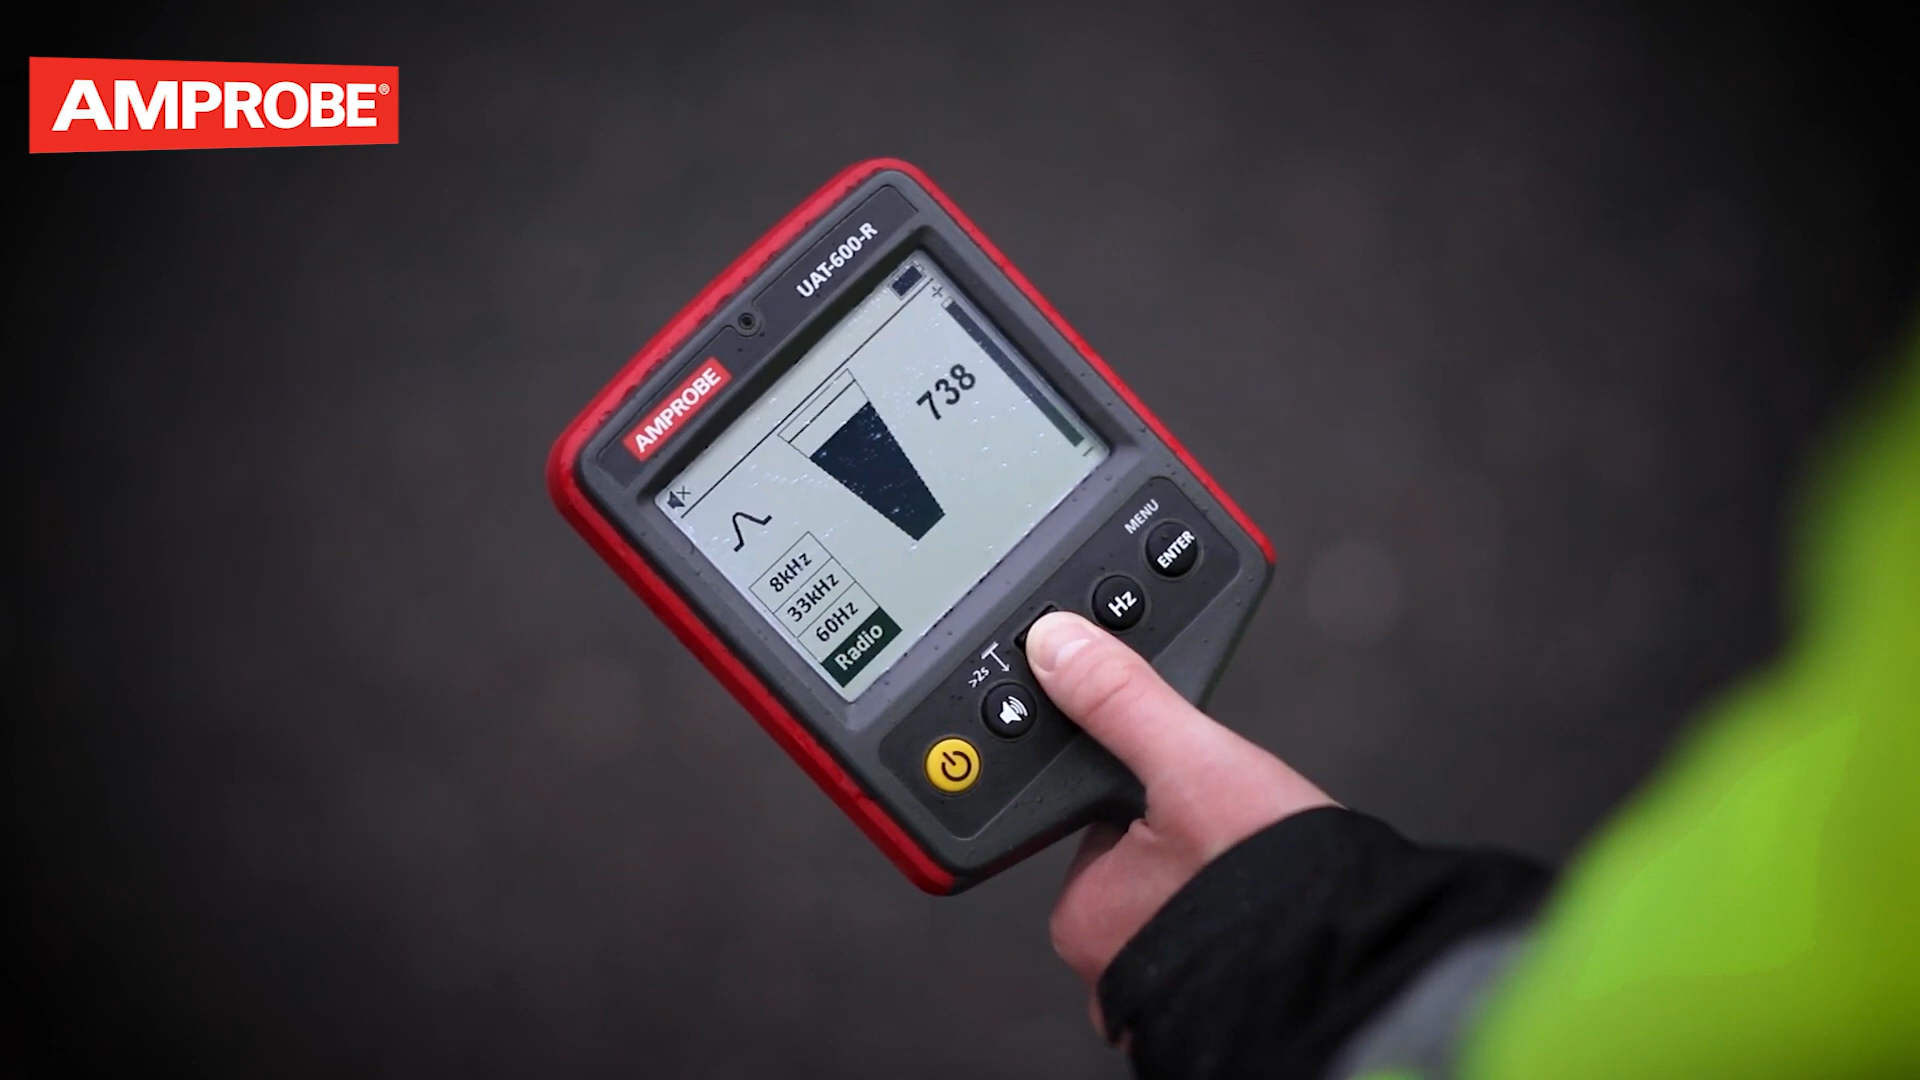 AMPROBE®
UAT-600-R
AMPROBE
738
8kHz
33kHz
60Hz
Radio
MENU
ENTER
Hz
>2s